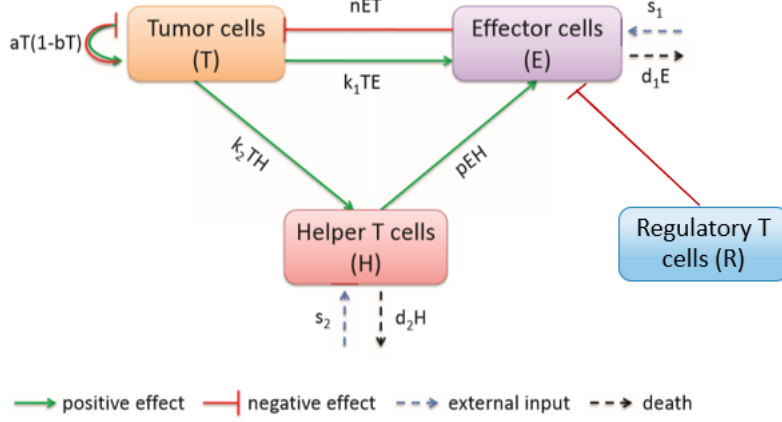 nET
aT(1-bT)
Tumor cells
(T)
Effector cells
(E)
s₁
d₁E
k₁TE
k₂TH
pEH
Helper T cells
(H)
Regulatory T
cells (R)
s₂
d₂H
positive effect
negative effect
external input
death